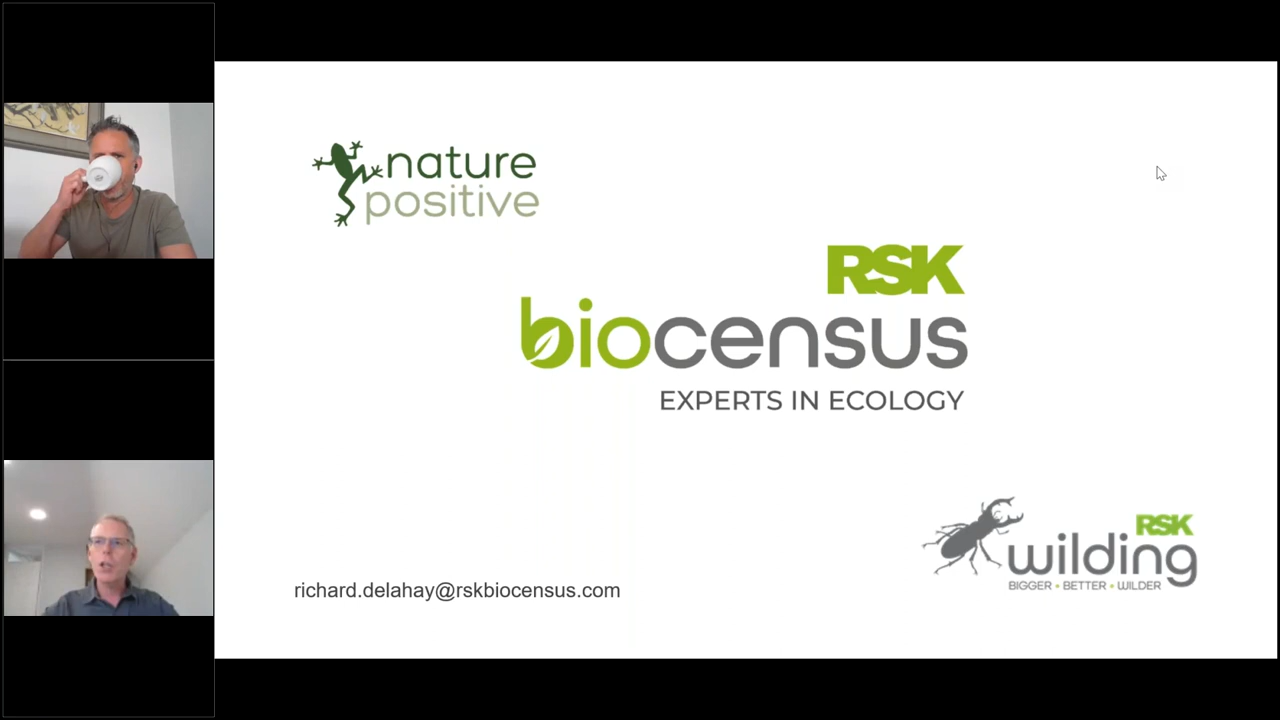 nature
positive
RSK
biocensus
EXPERTS IN ECOLOGY
RSK
wilding
BIGGER • BETTER • WILDER
richard.delahay@rskbiocensus.com